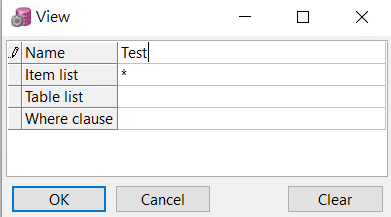 View
Name Test
Item list *
Table list
Where clause
OK Cancel Clear